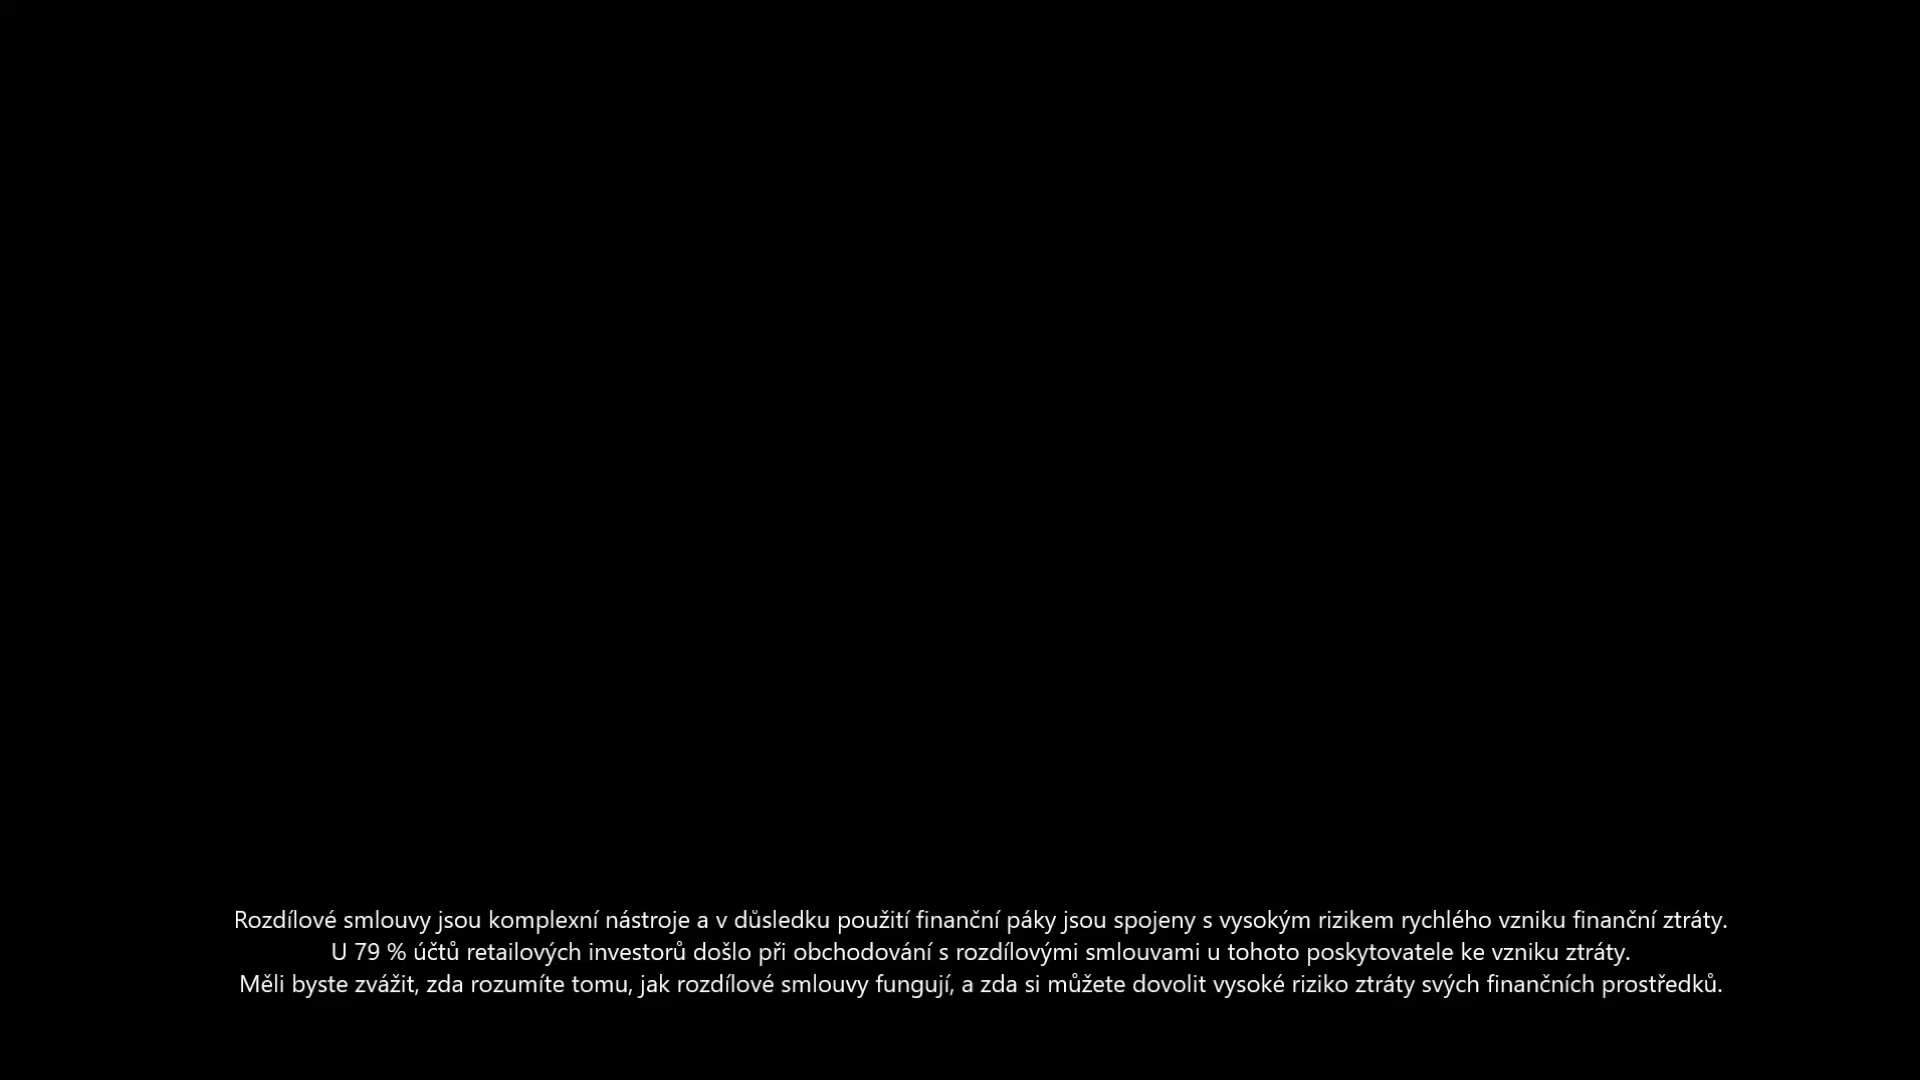 Rozdílové smlouvy jsou komplexní nástroje a v důsledku použití finanční páky jsou spojeny s vysokým rizikem rychlého vzniku finanční ztráty.
U 79 % účtů retailových investorů došlo při obchodování s rozdílovými smlouvami u tohoto poskytovatele ke vzniku ztráty.
Měli byste zvážit, zda rozumíte tomu, jak rozdílové smlouvy fungují, a zda si můžete dovolit vysoké riziko ztráty svých finančních prostředků.